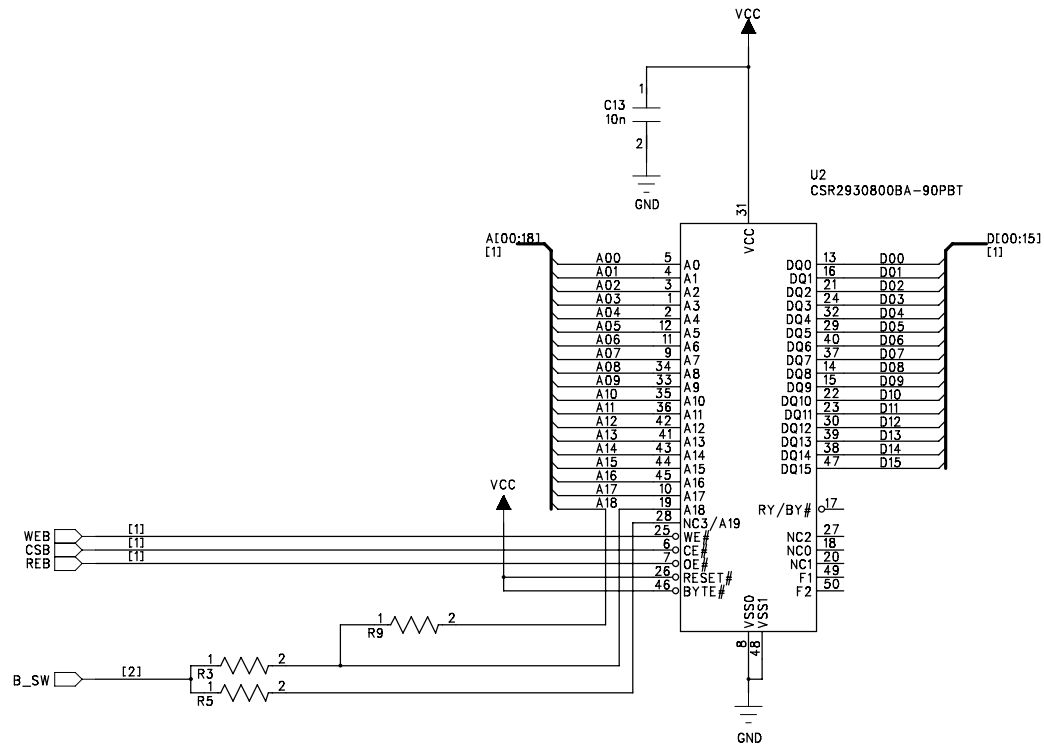 VCC
1
C13
10n
2
GND
U2
CSR2930800BA-90PBT
31
VCC
A[00:18]
[1]
D[00:15]
[1]
A00 5 A0 DQ0 13 D00
A01 4 A1 DQ1 16 D01
A02 3 A2 DQ2 21 D02
A03 1 A3 DQ3 24 D03
A04 2 A4 DQ4 32 D04
A05 12 A5 DQ5 29 D05
A06 11 A6 DQ6 40 D06
A07 9 A7 DQ7 37 D07
A08 34 A8 DQ8 14 D08
A09 33 A9 DQ9 15 D09
A10 35 A10 DQ10 22 D10
A11 36 A11 DQ11 23 D11
A12 42 A12 DQ12 30 D12
A13 41 A13 DQ13 39 D13
A14 43 A14 DQ14 38 D14
A15 44 A15 DQ15 47 D15
A16 45 A16
A17 10 A17
VCC
A18 19 A18 RY/BY# 17
28 NC3/A19
WEB [1] 25 WE# NC2 27
CSB [1] 6 CE# NC0 18
REB [1] 7 OE# NC1 20
26 RESET# F1 49
46 BYTE# F2 50
VSS0
VSS1
1 R9 2
8
48
1 R3 2
B_SW [2]
1 R5 2
GND